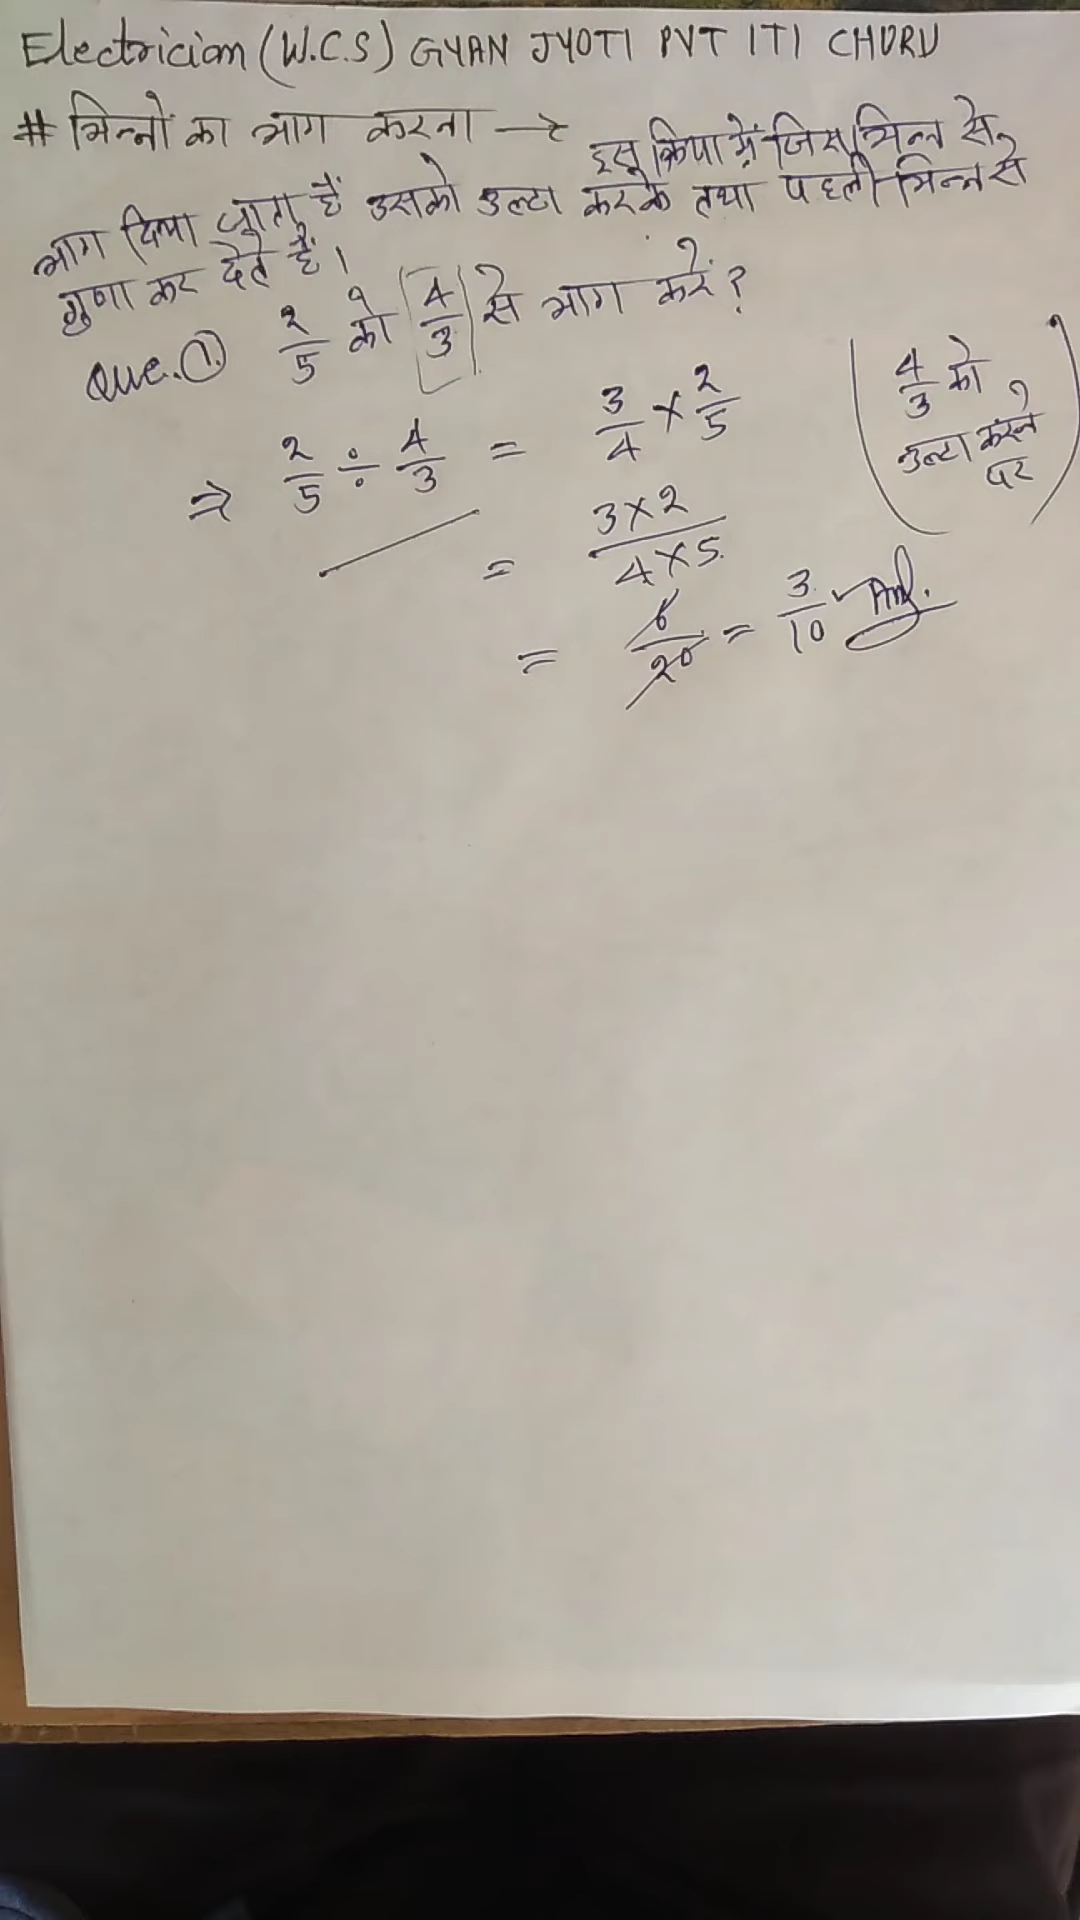 Electrician (W.C.S) GYAN JYOTI PVT ITI CHURU
# भिन्नों का भाग करना → इस क्रिया में जिस भिन्न से
भाग दिया जाता हैं उसको उल्टा करके तथा पहली भिन्न से
गुणा कर देते हैं।
Que. ① 2/5 को 4/3 से भाग करें?
⇒ 2/5 ÷ 4/3 = 3/4 × 2/5 (4/3 को उल्टा करने पर)
= 3×2/4×5
= 6/20 = 3/10 Ans.